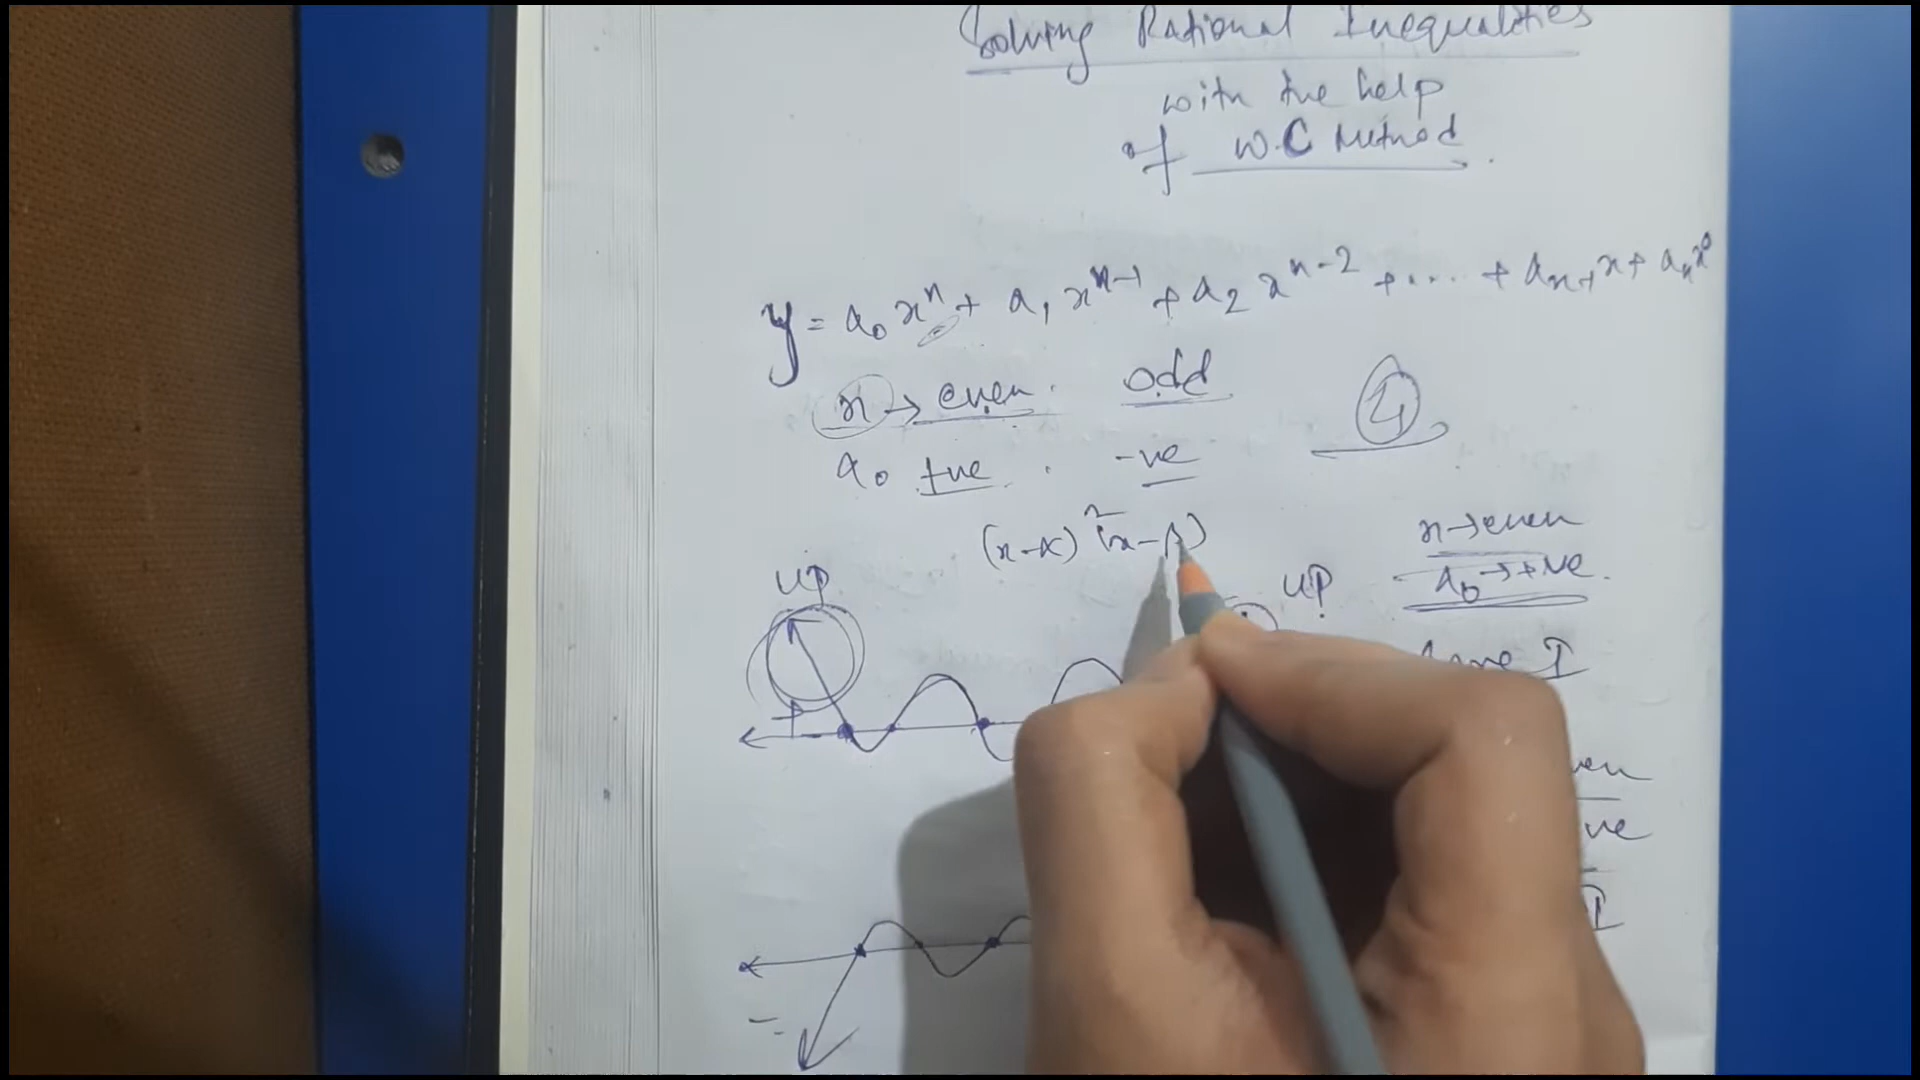 Solving Rational Inequalities
with the help
of W.C Method.
y = a₀xⁿ + a₁xⁿ⁻¹ + a₂xⁿ⁻² + .... + aₙ₋₁x + aₙx⁰
n → even. odd
4
a₀ +ve . -ve
(x-α)²(x-β)
n → even
a₀ → +ve.
UP
UP
I
ve
I